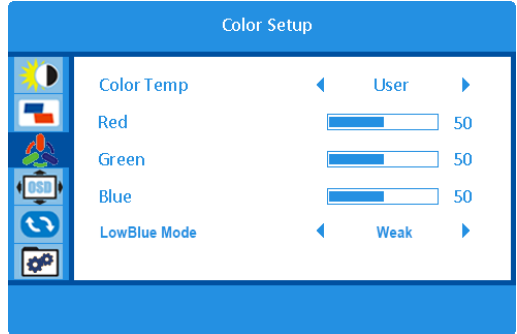 Color Setup
Color Temp User
Red 50
Green 50
OSD
Blue 50
LowBlue Mode Weak